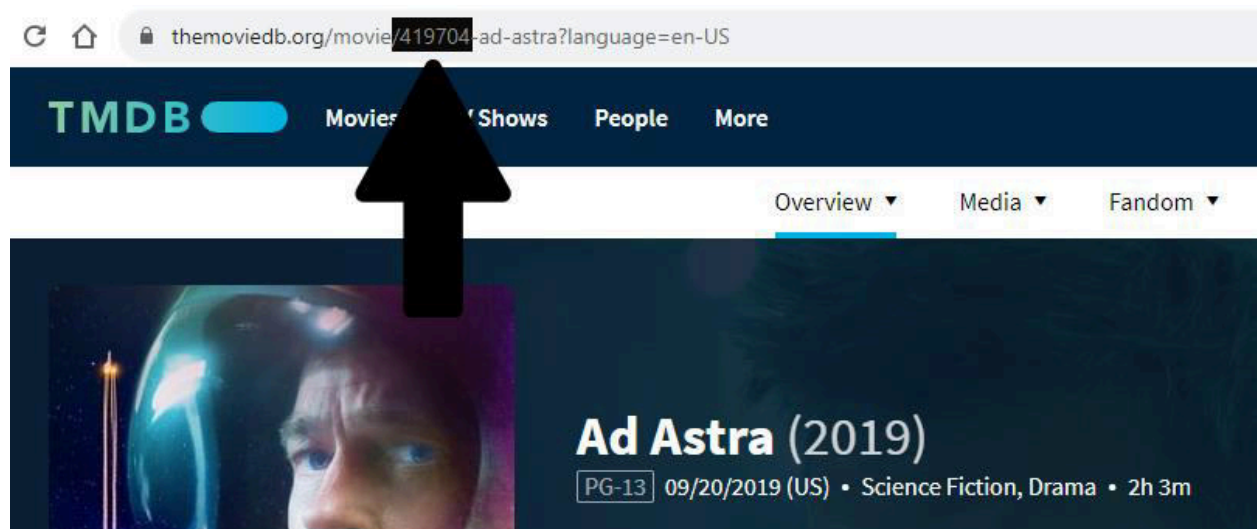 themoviedb.org/movie/419704-ad-astra?language=en-US
TMDB Movies Shows People More
Overview Media Fandom
Ad Astra (2019)
PG-13 09/20/2019 (US) • Science Fiction, Drama • 2h 3m